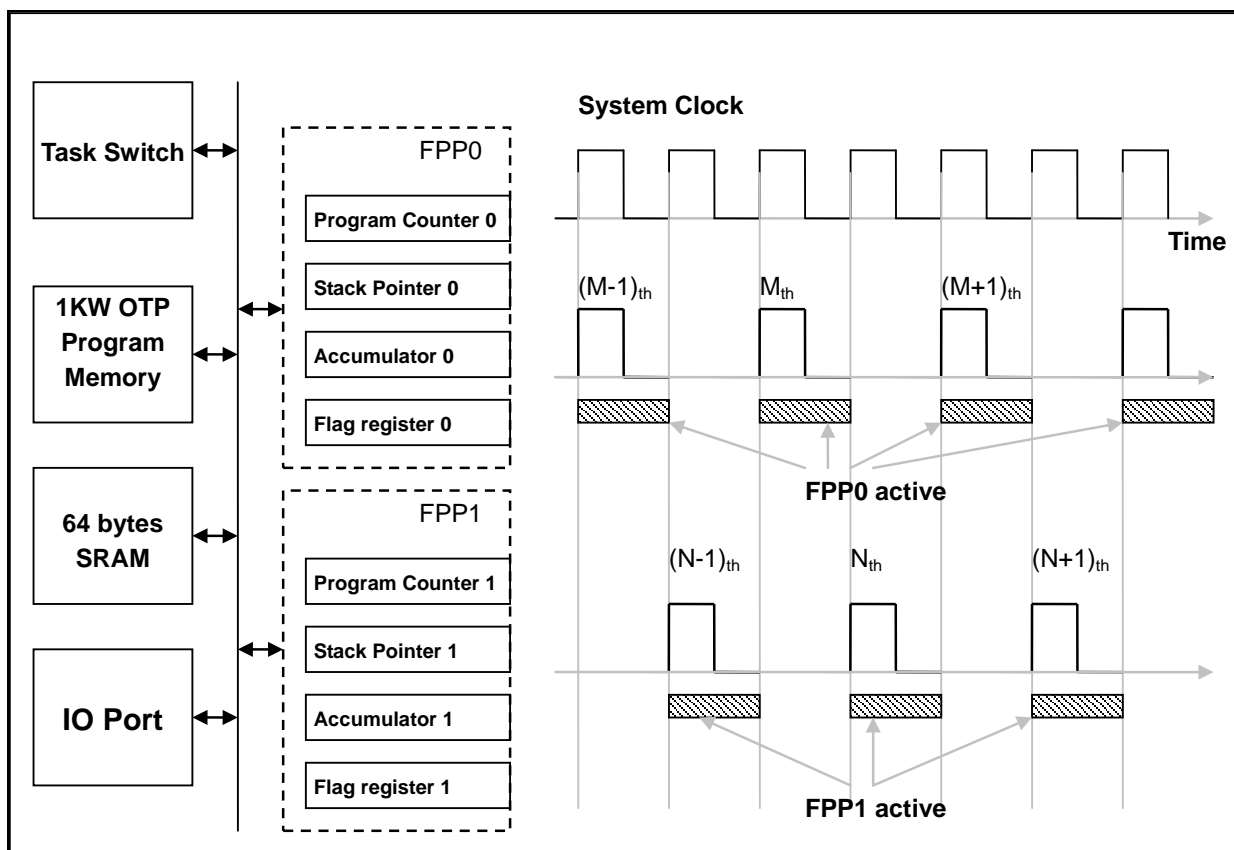 Task Switch
1KW OTP
Program
Memory
64 bytes
SRAM
IO Port
FPP0
Program Counter 0
Stack Pointer 0
Accumulator 0
Flag register 0
FPP1
Program Counter 1
Stack Pointer 1
Accumulator 1
Flag register 1
System Clock
Time
(M-1)th
Mth
(M+1)th
FPP0 active
(N-1)th
Nth
(N+1)th
FPP1 active